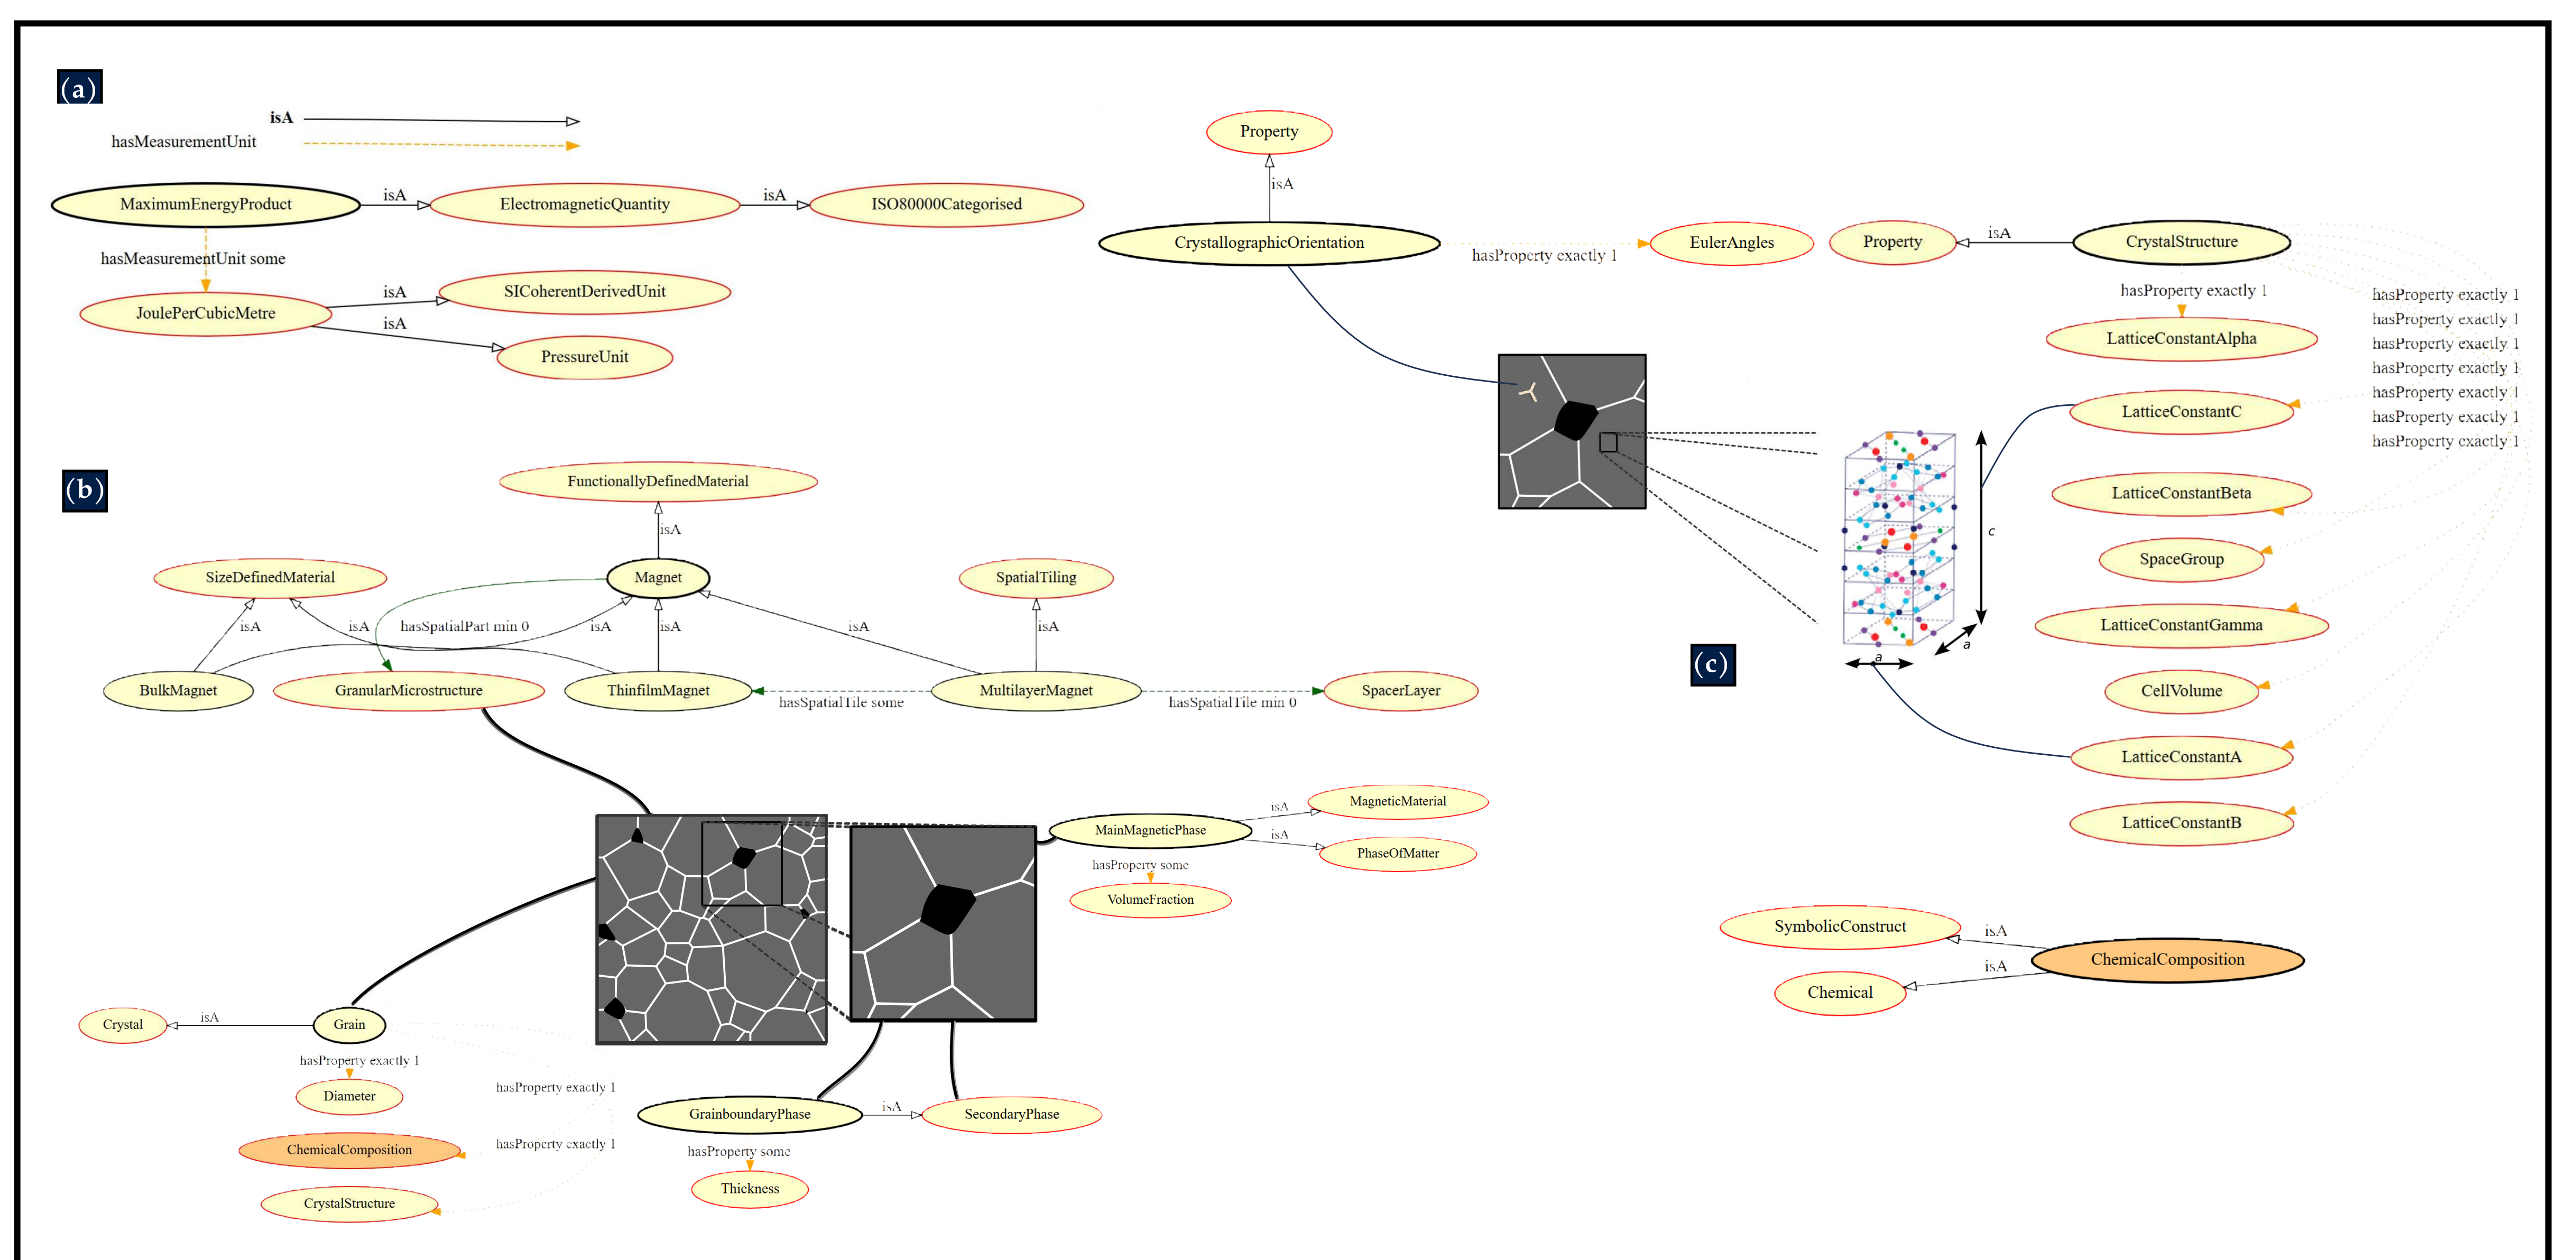 (a)
isA
hasMeasurementUnit
MaximumEnergyProduct
isA
ElectromagneticQuantity
isA
ISO80000Categorised
hasMeasurementUnit some
JoulePerCubicMetre
isA
SICoherentDerivedUnit
isA
PressureUnit
(b)
FunctionallyDefinedMaterial
isA
SizeDefinedMaterial
Magnet
SpatialTiling
isA
isA
hasSpatialPart min 0
isA
isA
isA
isA
BulkMagnet
GranularMicrostructure
ThinfilmMagnet
hasSpatialTile some
MultilayerMagnet
hasSpatialTile min 0
SpacerLayer
MainMagneticPhase
isA
MagneticMaterial
isA
PhaseOfMatter
hasProperty some
VolumeFraction
Crystal
isA
Grain
hasProperty exactly 1
Diameter
hasProperty exactly 1
ChemicalComposition
hasProperty exactly 1
CrystalStructure
GrainboundaryPhase
isA
SecondaryPhase
hasProperty some
Thickness
(c)
Property
isA
CrystallographicOrientation
hasProperty exactly 1
EulerAngles
Property
isA
CrystalStructure
hasProperty exactly 1
hasProperty exactly 1
hasProperty exactly 1
hasProperty exactly 1
hasProperty exactly 1
hasProperty exactly 1
hasProperty exactly 1
hasProperty exactly 1
LatticeConstantAlpha
LatticeConstantC
LatticeConstantBeta
SpaceGroup
LatticeConstantGamma
CellVolume
LatticeConstantA
LatticeConstantB
c
a
a
SymbolicConstruct
isA
ChemicalComposition
isA
Chemical